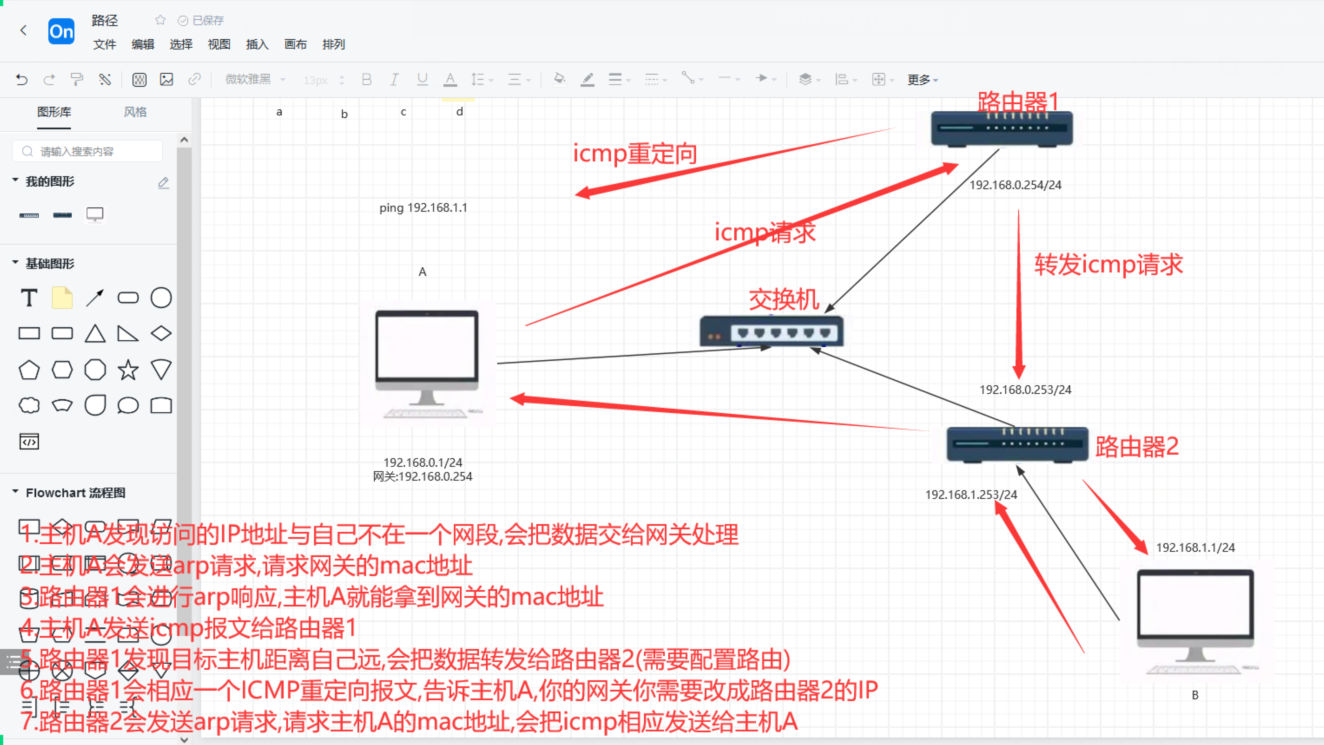 路径
已保存
On
文件 编辑 选择 视图 插入 画布 排列
微软雅黑 13px B I U A 更多
图形库 风格
a b c d
路由器1
请输入搜索内容
icmp重定向
我的图形
192.168.0.254/24
ping 192.168.1.1
icmp请求
基础图形
A
转发icmp请求
T
交换机
192.168.0.253/24
路由器2
192.168.0.1/24
网关:192.168.0.254
Flowchart 流程图
192.168.1.253/24
1.主机A发现访问的IP地址与自己不在一个网段,会把数据交给网关处理
192.168.1.1/24
2.主机A会发送arp请求,请求网关的mac地址
3.路由器1会进行arp响应,主机A就能拿到网关的mac地址
4.主机A发送icmp报文给路由器1
5.路由器1发现目标主机距离自己远,会把数据转发给路由器2(需要配置路由)
6.路由器1会相应一个ICMP重定向报文,告诉主机A,你的网关你需要改成路由器2的IP
B
7.路由器2会发送arp请求,请求主机A的mac地址,会把icmp相应发送给主机A